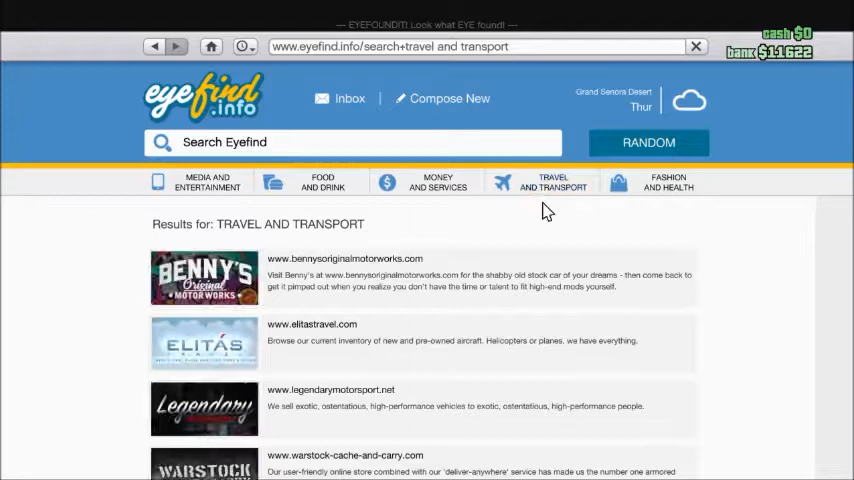 --- EYEFOUNDIT! Look what EYE found! ---
cash $0
bank $11622
www.eyefind.info/search+travel and transport
eyefind
.info
Inbox
Compose New
Grand Senora Desert
Thur
Search Eyefind
RANDOM
MEDIA AND
ENTERTAINMENT
FOOD
AND DRINK
MONEY
AND SERVICES
TRAVEL
AND TRANSPORT
FASHION
AND HEALTH
Results for: TRAVEL AND TRANSPORT
BENNY'S
Original
MOTOR WORKS
www.bennysoriginalmotorworks.com
Visit Benny's at www.bennysoriginalmotorworks.com for the shabby old stock car of your dreams - then come back to
get it pimped out when you realize you don't have the time or talent to fit high-end mods yourself.
ELITÁS
www.elitastravel.com
Browse our current inventory of new and pre-owned aircraft. Helicopters or planes. we have everything.
Legendary
www.legendarymotorsport.net
We sell exotic, ostentatious, high-performance vehicles to exotic, ostentatious, high-performance people.
WARSTOCK
www.warstock-cache-and-carry.com
Our user-friendly online store combined with our 'deliver-anywhere' service has made us the number one armored